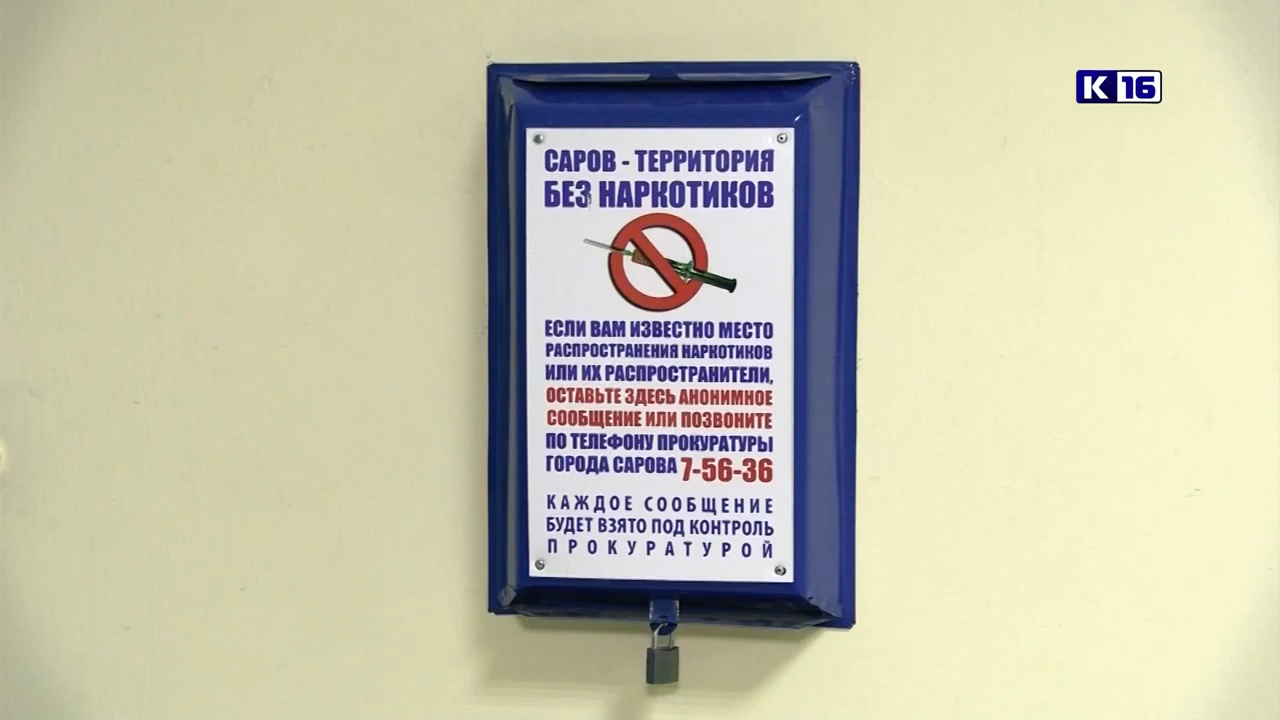 К 16
САРОВ - ТЕРРИТОРИЯ
БЕЗ НАРКОТИКОВ
ЕСЛИ ВАМ ИЗВЕСТНО МЕСТО
РАСПРОСТРАНЕНИЯ НАРКОТИКОВ
ИЛИ ИХ РАСПРОСТРАНИТЕЛИ,
ОСТАВЬТЕ ЗДЕСЬ АНОНИМНОЕ
СООБЩЕНИЕ ИЛИ ПОЗВОНИТЕ
ПО ТЕЛЕФОНУ ПРОКУРАТУРЫ
ГОРОДА САРОВА 7-56-36
КАЖДОЕ СООБЩЕНИЕ
БУДЕТ ВЗЯТО ПОД КОНТРОЛЬ
ПРОКУРАТУРОЙ